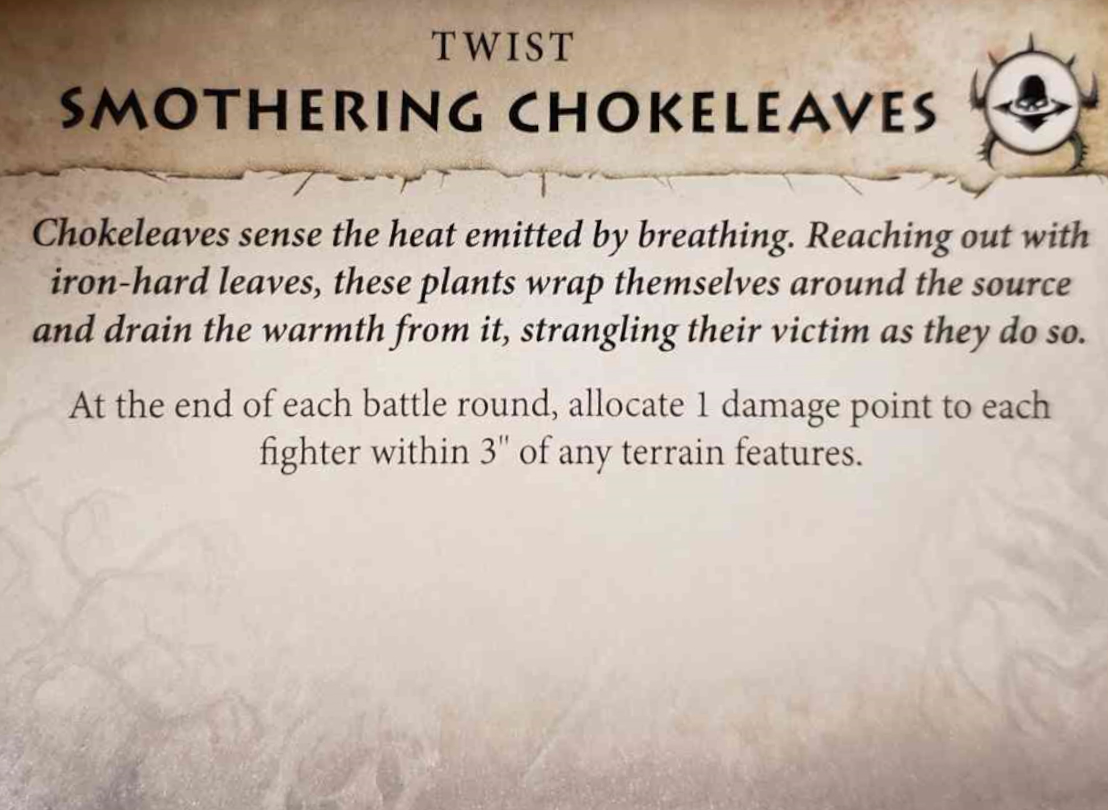 TWIST
SMOTHERING CHOKELEAVES
Chokeleaves sense the heat emitted by breathing. Reaching out with
iron-hard leaves, these plants wrap themselves around the source
and drain the warmth from it, strangling their victim as they do so.
At the end of each battle round, allocate 1 damage point to each
fighter within 3" of any terrain features.